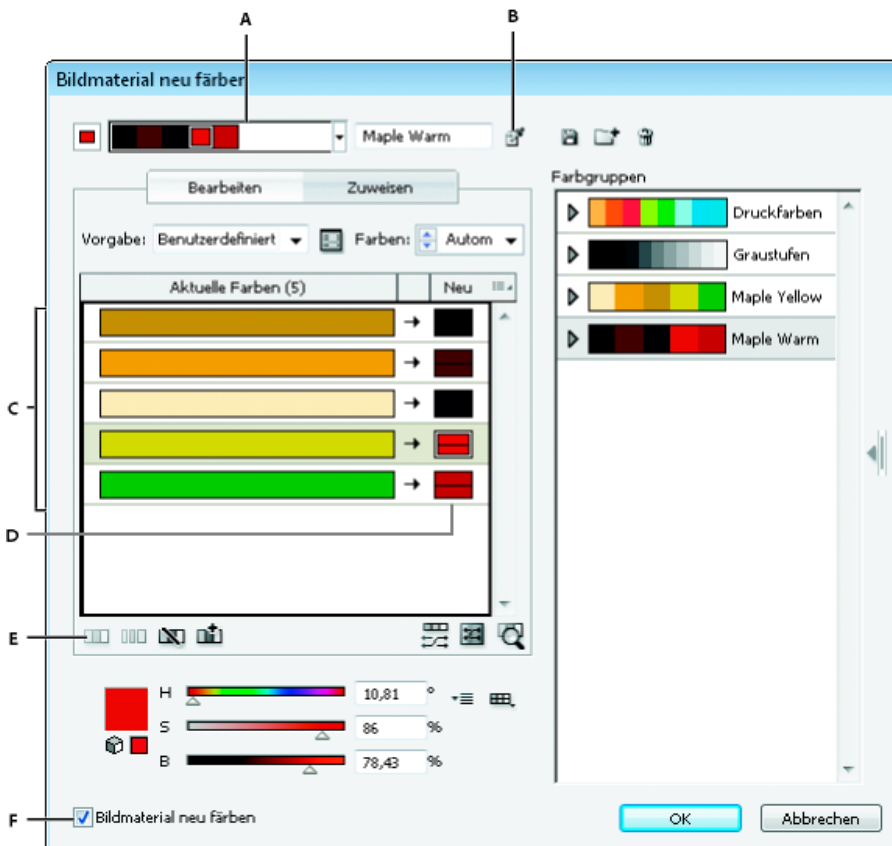 A
B
Bildmaterial neu färben
Maple Warm
Farbgruppen
Bearbeiten
Zuweisen
Druckfarben
Vorgabe: Benutzerdefiniert
Farben: Autom
Graustufen
Aktuelle Farben (5)
Neu
Maple Yellow
Maple Warm
C
D
E
H
10,81
°
S
86
%
B
78,43
%
F
Bildmaterial neu färben
OK
Abbrechen